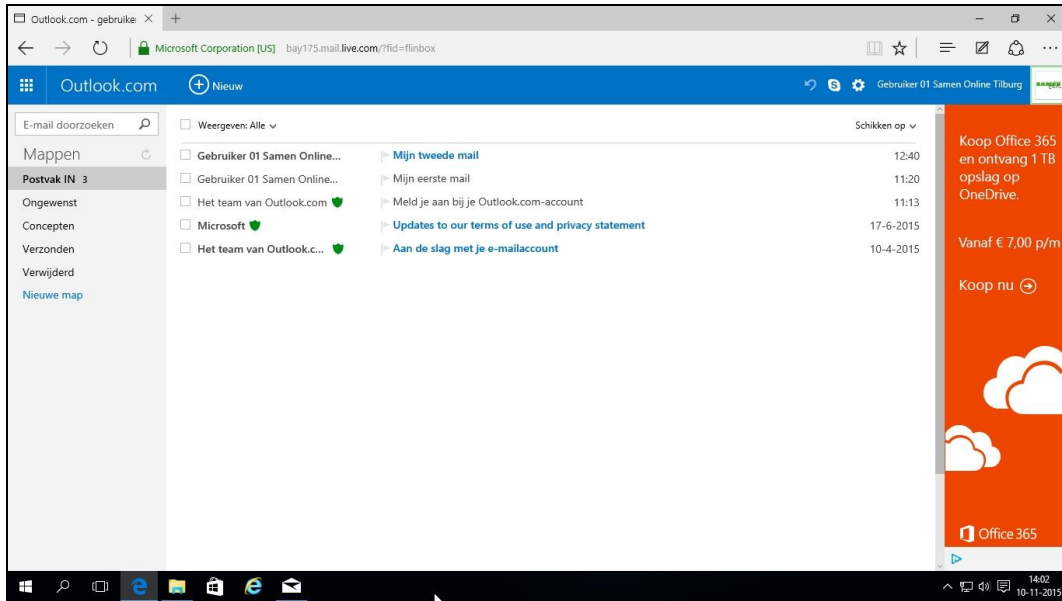 Outlook.com - gebruike
Microsoft Corporation [US] bay175.mail.live.com/?fid=flinbox
Outlook.com Nieuw Gebruiker 01 Samen Online Tilburg
E-mail doorzoeken
Mappen
Postvak IN 3
Ongewenst
Concepten
Verzonden
Verwijderd
Nieuwe map
Weergeven: Alle Schikken op
Gebruiker 01 Samen Online... Mijn tweede mail 12:40
Gebruiker 01 Samen Online... Mijn eerste mail 11:20
Het team van Outlook.com Meld je aan bij je Outlook.com-account 11:13
Microsoft Updates to our terms of use and privacy statement 17-6-2015
Het team van Outlook.c... Aan de slag met je e-mailaccount 10-4-2015
Koop Office 365
en ontvang 1 TB
opslag op
OneDrive.
Vanaf € 7,00 p/m
Koop nu
Office 365
14:02
10-11-2015